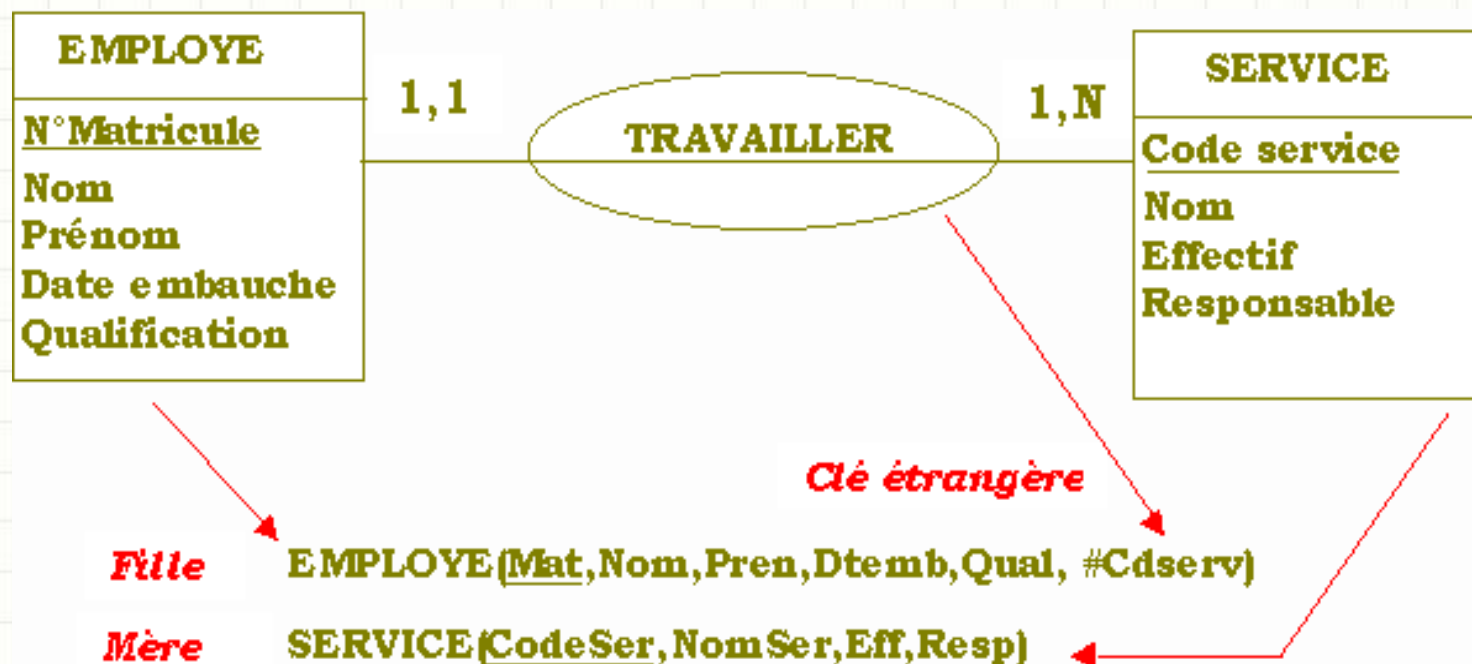 EMPLOYE
N°Matricule
Nom
Prénom
Date embauche
Qualification
1,1
TRAVAILLER
1,N
SERVICE
Code service
Nom
Effectif
Responsable
Clé étrangère
Fille EMPLOYE(Mat,Nom,Pren,Dtemb,Qual, #Cdserv)
Mère SERVICE(CodeSer,NomSer,Eff,Resp)